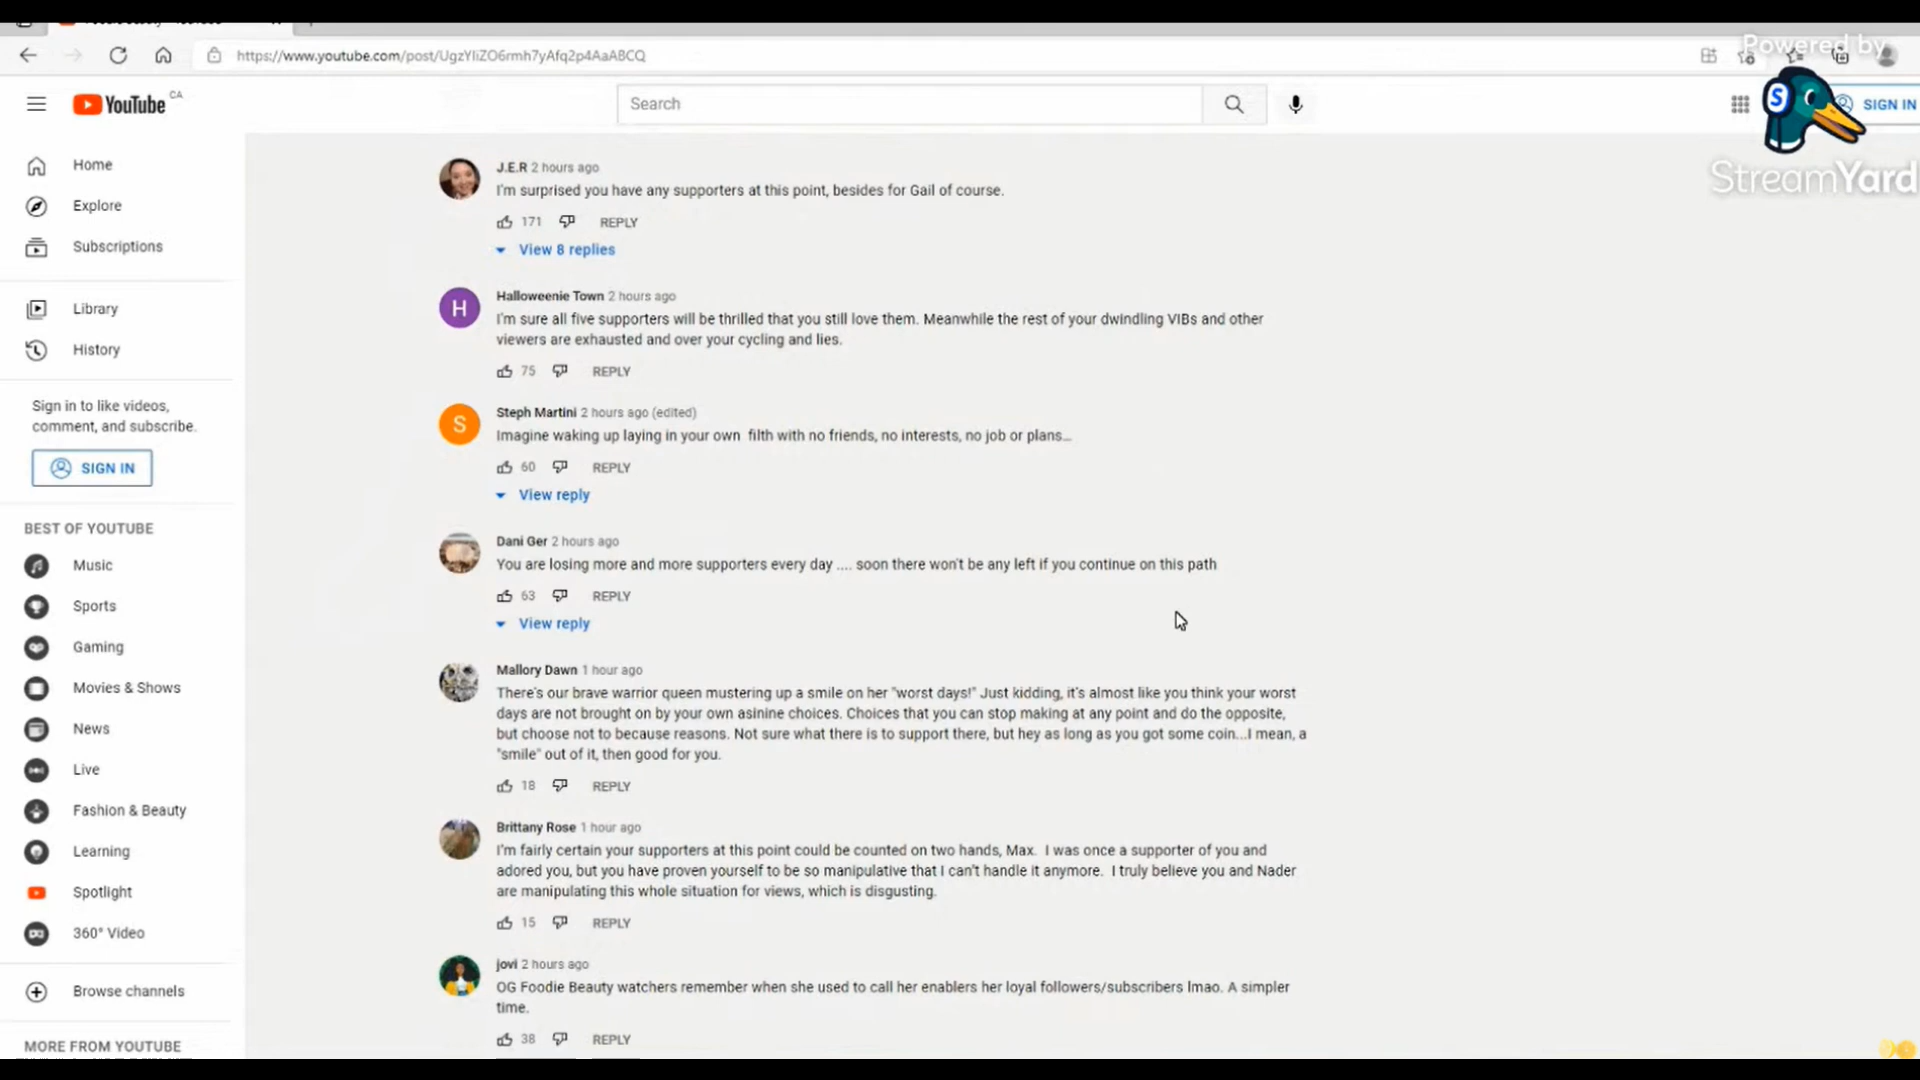 https://www.youtube.com/post/UgzYIiZO6rmh7yAfq2p4AaABCQ
Powered by
YouTube CA
Search
S
SIGN IN
StreamYard
Home
Explore
Subscriptions
Library
History
Sign in to like videos,
comment, and subscribe.
SIGN IN
BEST OF YOUTUBE
Music
Sports
Gaming
Movies & Shows
News
Live
Fashion & Beauty
Learning
Spotlight
360° Video
Browse channels
MORE FROM YOUTUBE
J.E.R 2 hours ago
I'm surprised you have any supporters at this point, besides for Gail of course.
171 REPLY
View 8 replies
H
Halloweenie Town 2 hours ago
I'm sure all five supporters will be thrilled that you still love them. Meanwhile the rest of your dwindling VIBs and other
viewers are exhausted and over your cycling and lies.
75 REPLY
S
Steph Martini 2 hours ago (edited)
Imagine waking up laying in your own filth with no friends, no interests, no job or plans...
60 REPLY
View reply
Dani Ger 2 hours ago
You are losing more and more supporters every day .... soon there won't be any left if you continue on this path
63 REPLY
View reply
Mallory Dawn 1 hour ago
There's our brave warrior queen mustering up a smile on her "worst days!" Just kidding, it's almost like you think your worst
days are not brought on by your own asinine choices. Choices that you can stop making at any point and do the opposite,
but choose not to because reasons. Not sure what there is to support there, but hey as long as you got some coin...I mean, a
"smile" out of it, then good for you.
18 REPLY
Brittany Rose 1 hour ago
I'm fairly certain your supporters at this point could be counted on two hands, Max. I was once a supporter of you and
adored you, but you have proven yourself to be so manipulative that I can't handle it anymore. I truly believe you and Nader
are manipulating this whole situation for views, which is disgusting.
15 REPLY
jovi 2 hours ago
OG Foodie Beauty watchers remember when she used to call her enablers her loyal followers/subscribers lmao. A simpler
time.
38 REPLY